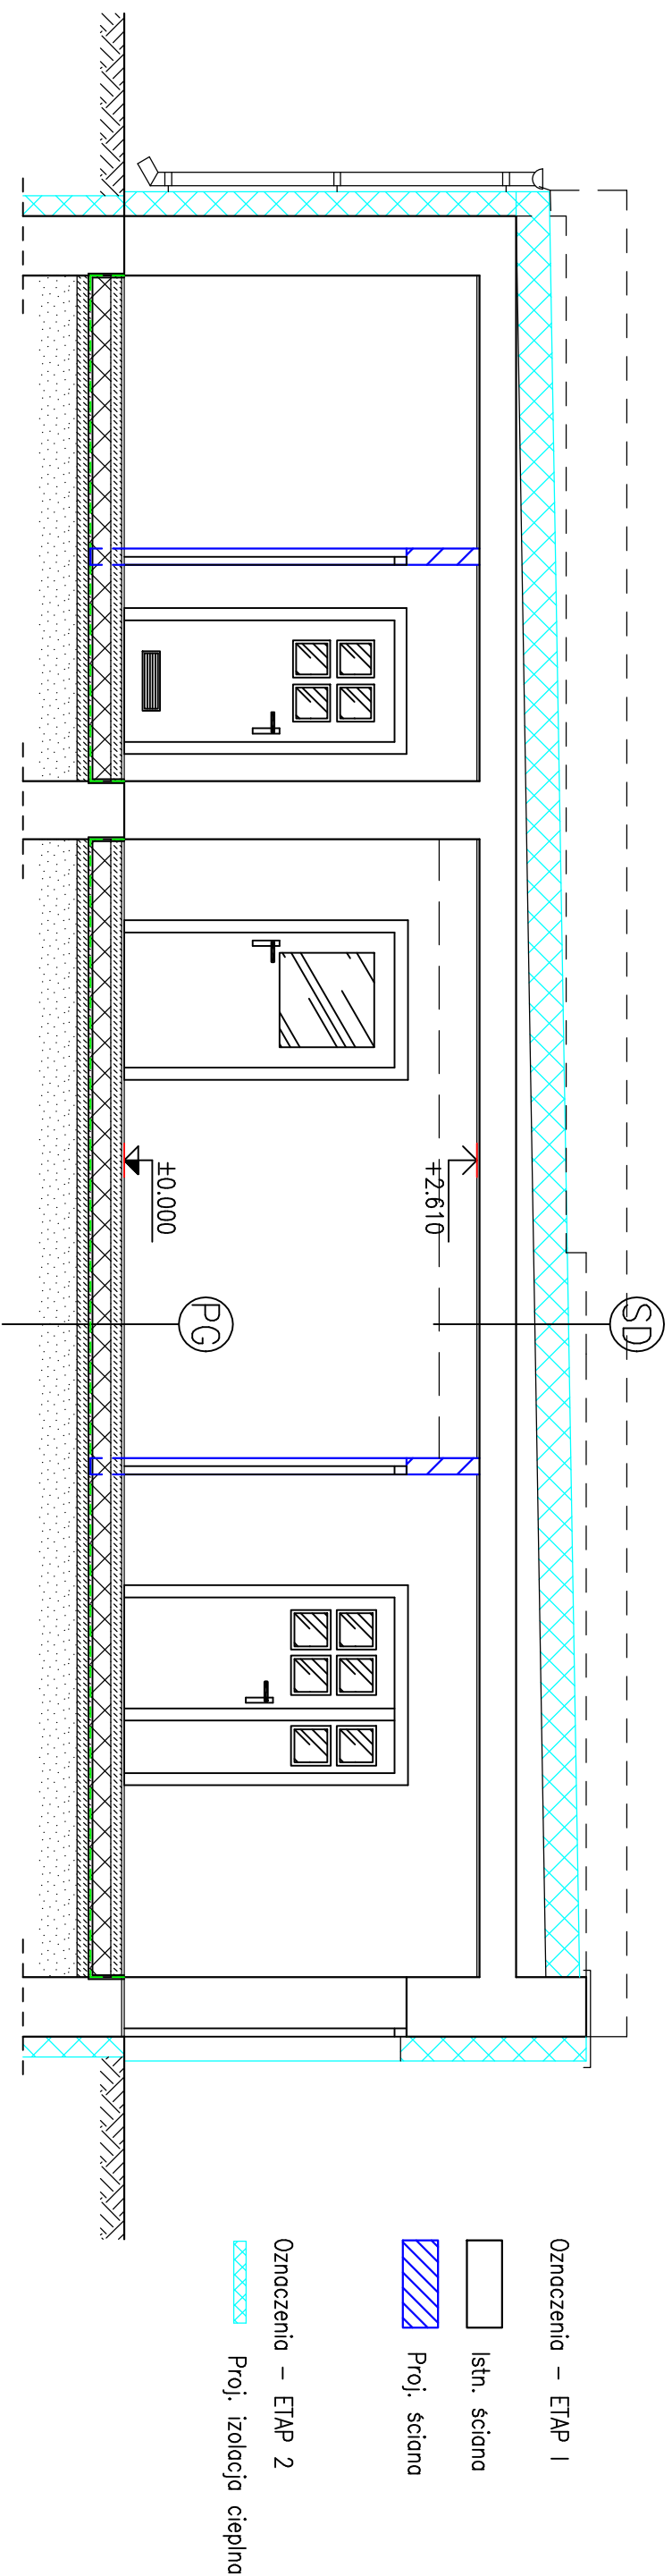 SD
+2.610
±0.000
PG
Oznaczenia - ETAP I
Istn. ściana
Proj. ściana
Oznaczenia - ETAP 2
Proj. izolacja cieplna